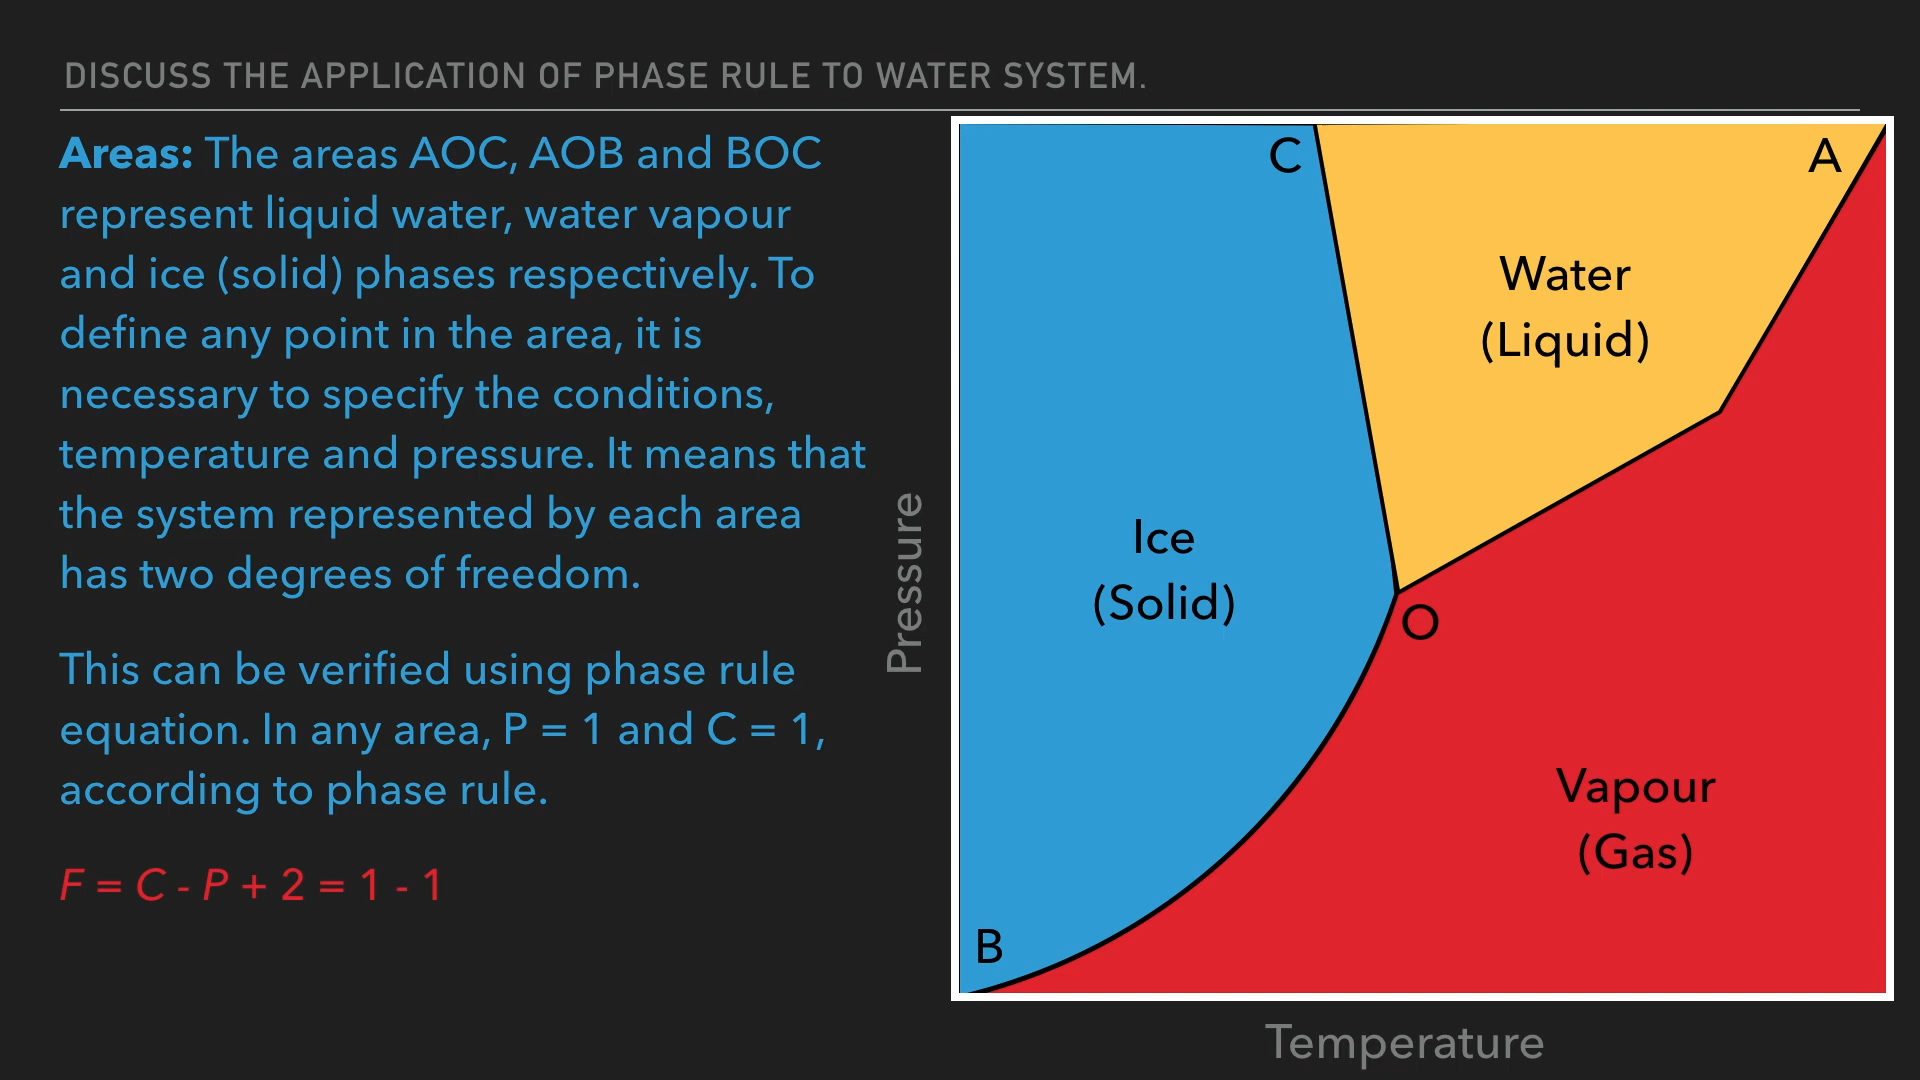 DISCUSS THE APPLICATION OF PHASE RULE TO WATER SYSTEM.
Areas: The areas AOC, AOB and BOC
represent liquid water, water vapour
and ice (solid) phases respectively. To
define any point in the area, it is
necessary to specify the conditions,
temperature and pressure. It means that
the system represented by each area
has two degrees of freedom.
This can be verified using phase rule
equation. In any area, P = 1 and C = 1,
according to phase rule.
F = C - P + 2 = 1 - 1
Pressure
C
A
Water
(Liquid)
Ice
(Solid)
O
Vapour
(Gas)
B
Temperature